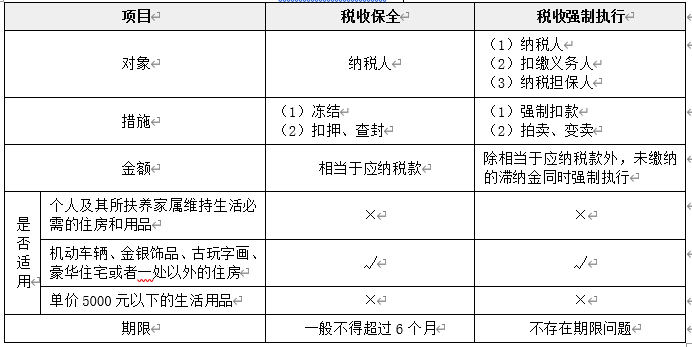 项目 税收保全 税收强制执行
对象 纳税人 (1)纳税人
(2)扣缴义务人
(3)纳税担保人
措施 (1)冻结 (1)强制扣款
(2)扣押、查封 (2)拍卖、变卖
金额 相当于应纳税款 除相当于应纳税款外，未缴纳
的滞纳金同时强制执行
是否适用
个人及其所扶养家属维持生活必
需的住房和用品 × ×
机动车辆、金银饰品、古玩字画、
豪华住宅或者一处以外的住房 √ √
单价5000元以下的生活用品 × ×
期限 一般不得超过6个月 不存在期限问题